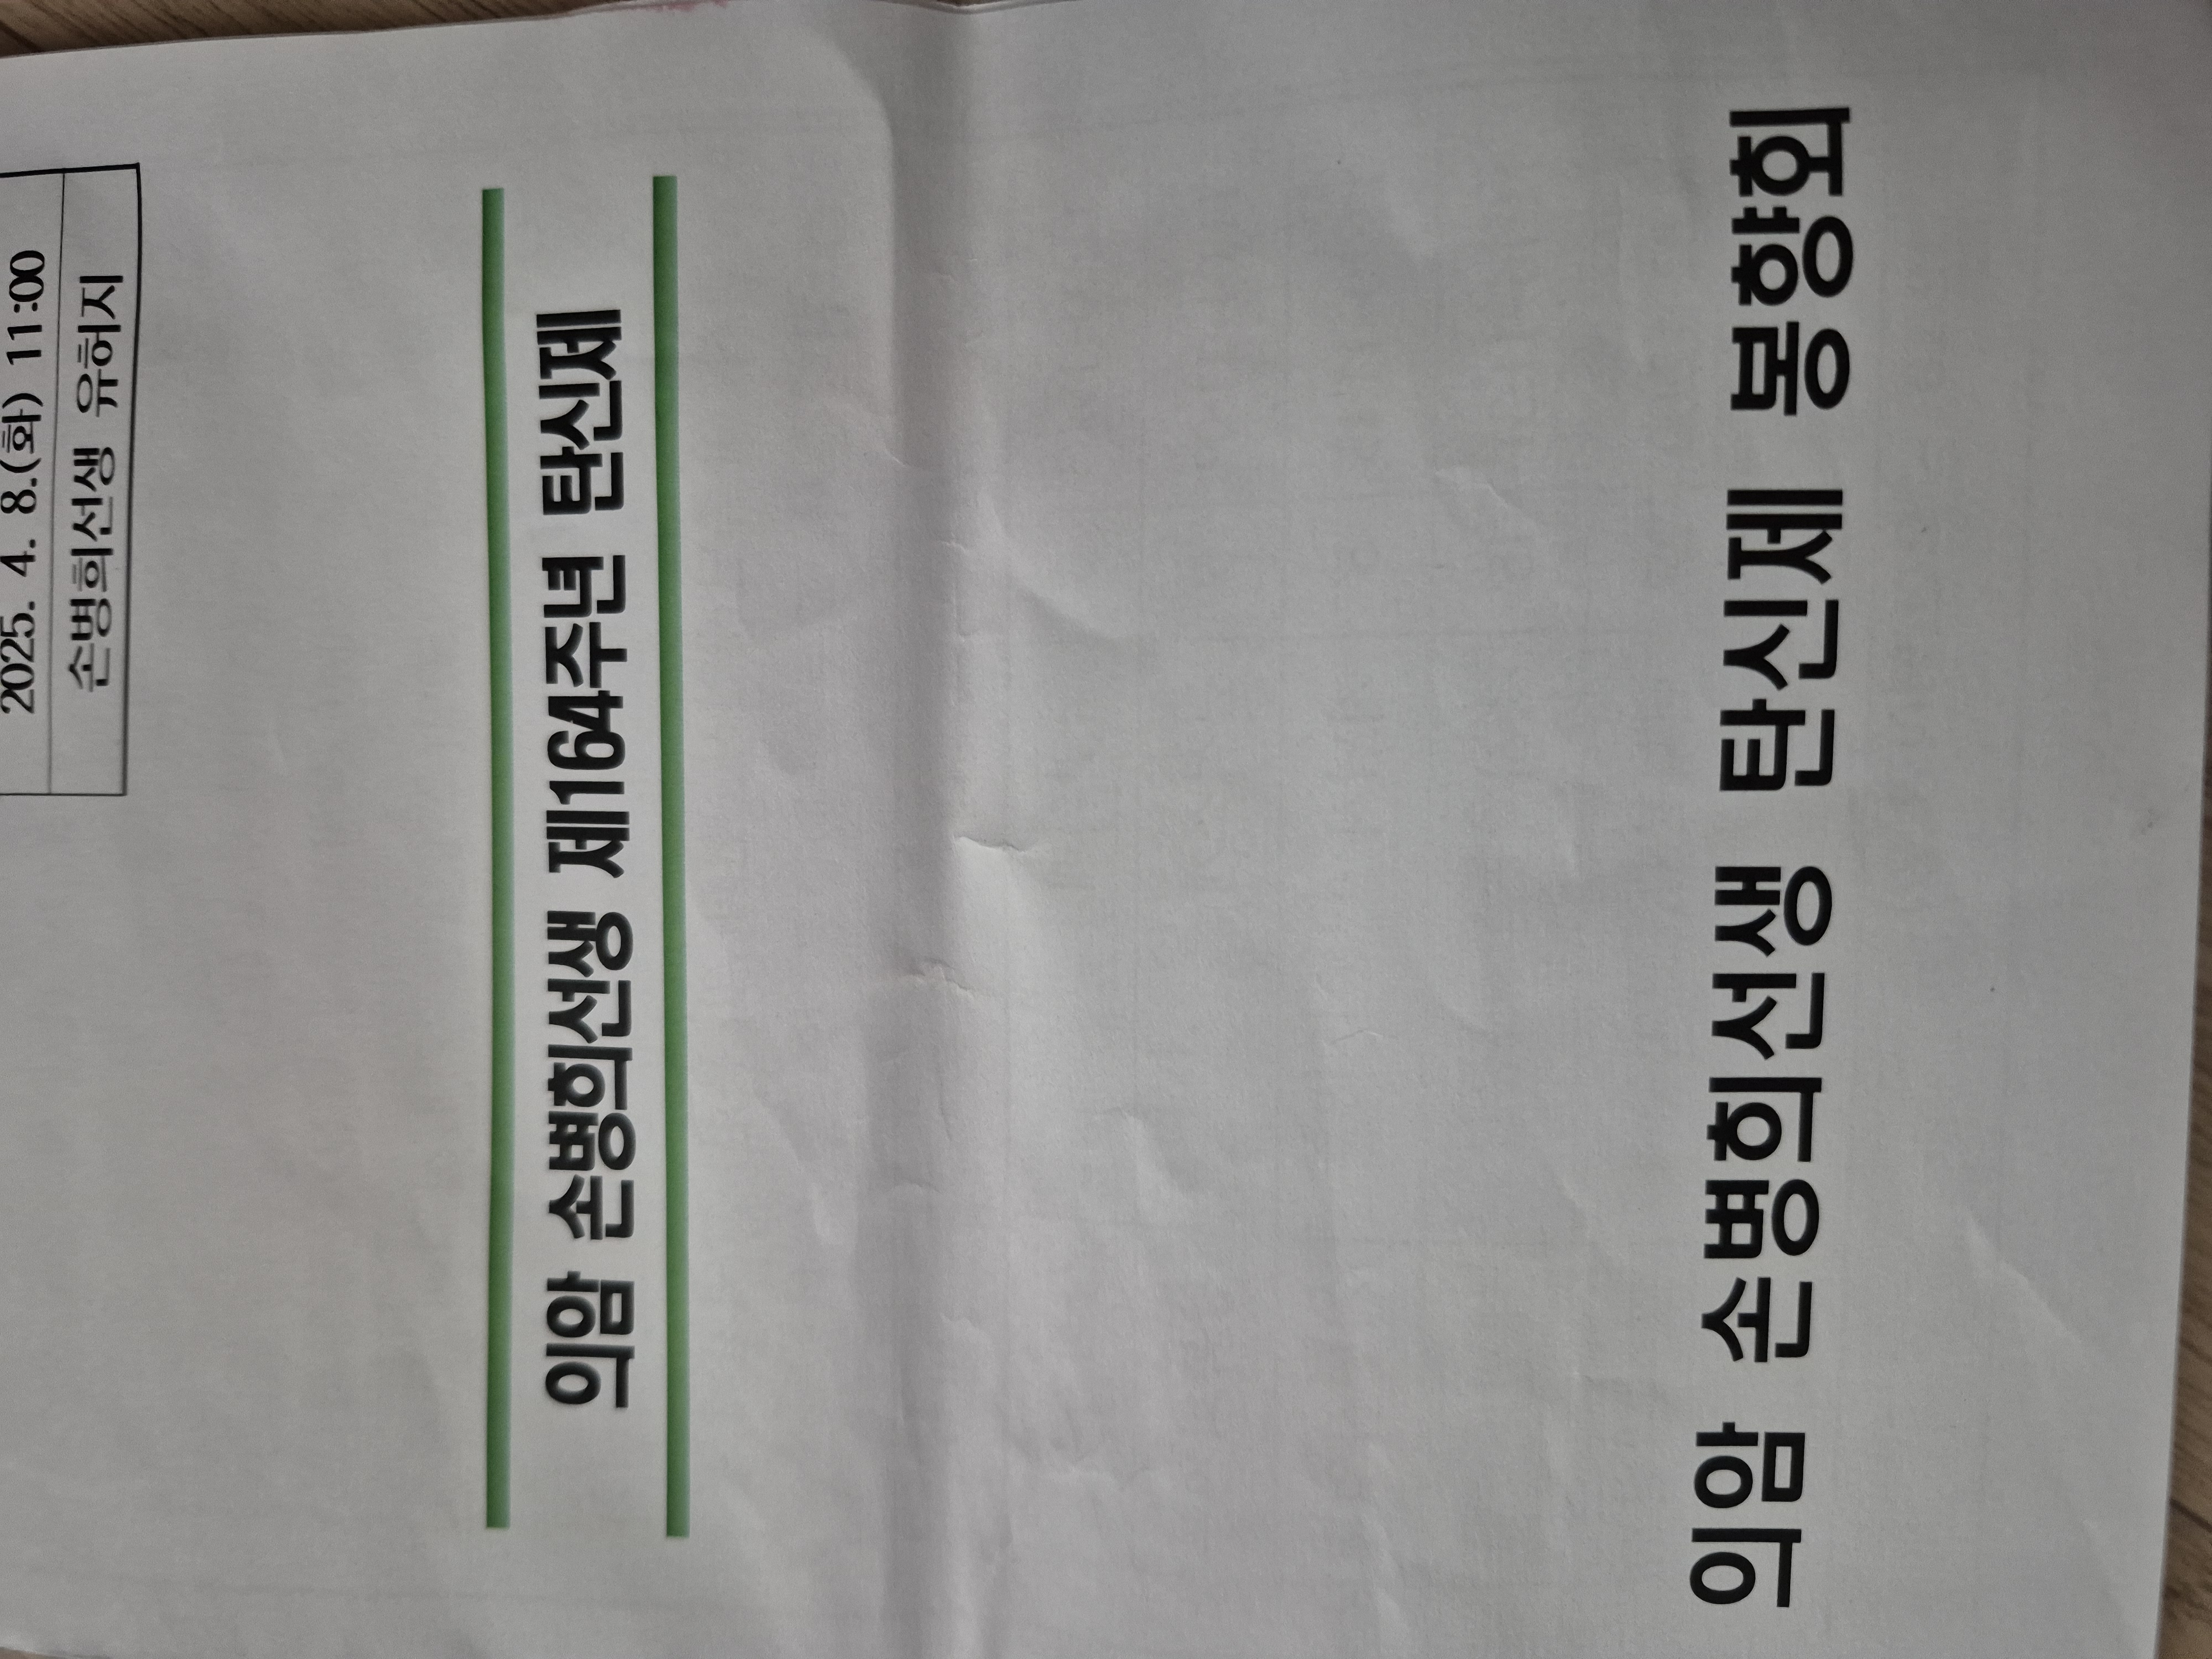 2025. 4. 8.(화) 11:00
손병희선생 유허지
의암 손병희선생 제164주년 탄신제
의암 손병희선생 탄신제 봉향회